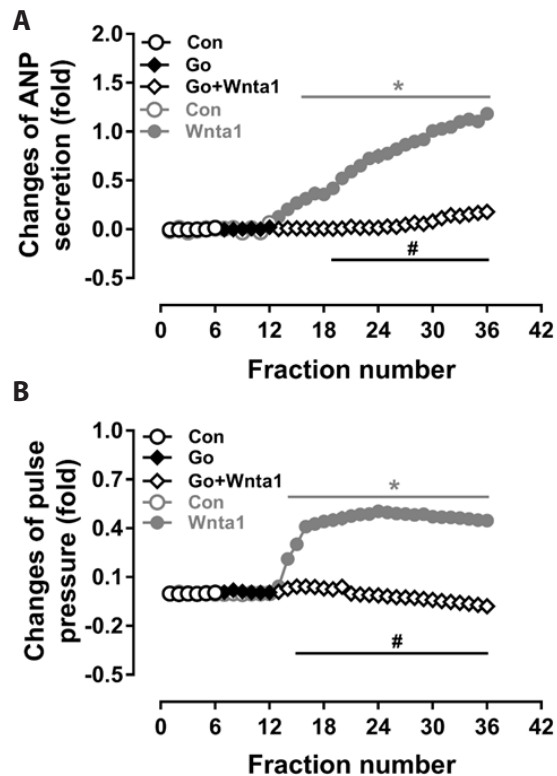 A
Changes of ANP
secretion (fold)
2.0
1.5
1.0
0.5
0.0
-0.5
Con
Go
Go+Wnta1
Con
Wnta1
*
#
0 6 12 18 24 30 36 42
Fraction number
B
Changes of pulse
pressure (fold)
1.0
0.7
0.4
0.1
-0.2
-0.5
Con
Go
Go+Wnta1
Con
Wnta1
*
#
0 6 12 18 24 30 36 42
Fraction number